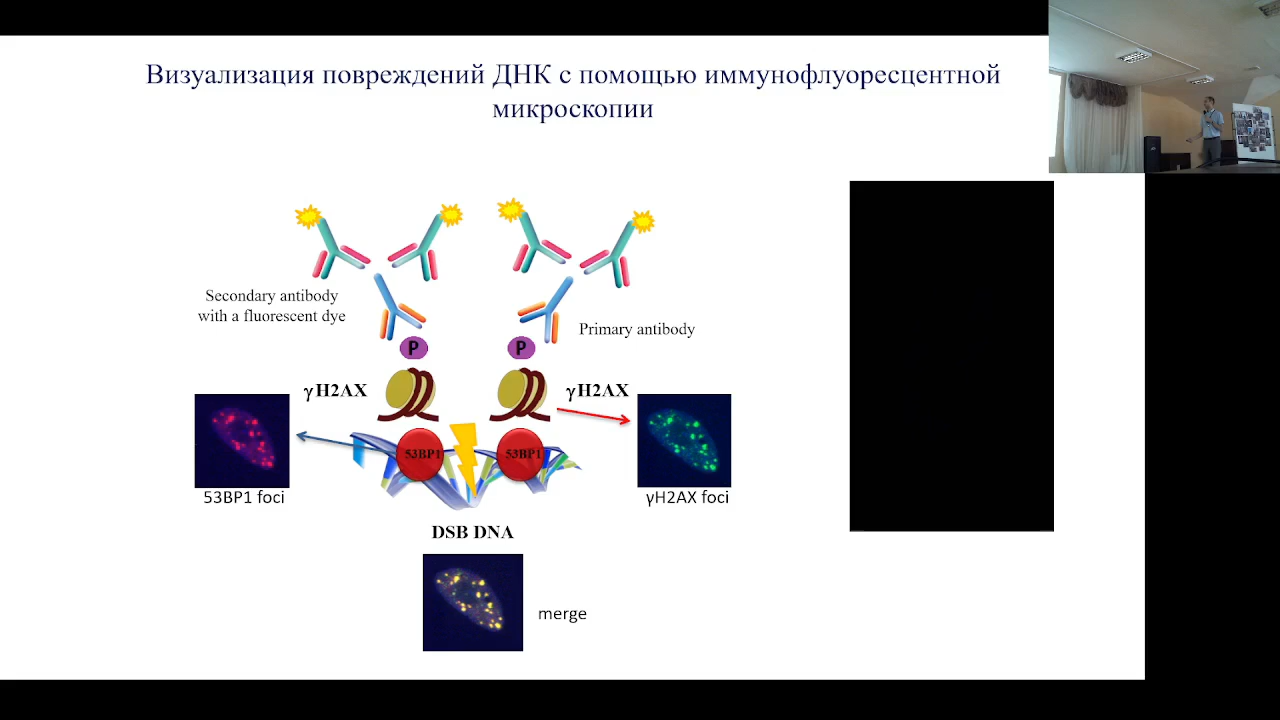 Визуализация повреждений ДНК с помощью иммунофлуоресцентной
микроскопии
Secondary antibody
with a fluorescent dye
Primary antibody
P
P
γH2AX
γH2AX
53BP1
53BP1
53BP1 foci
γH2AX foci
DSB DNA
merge